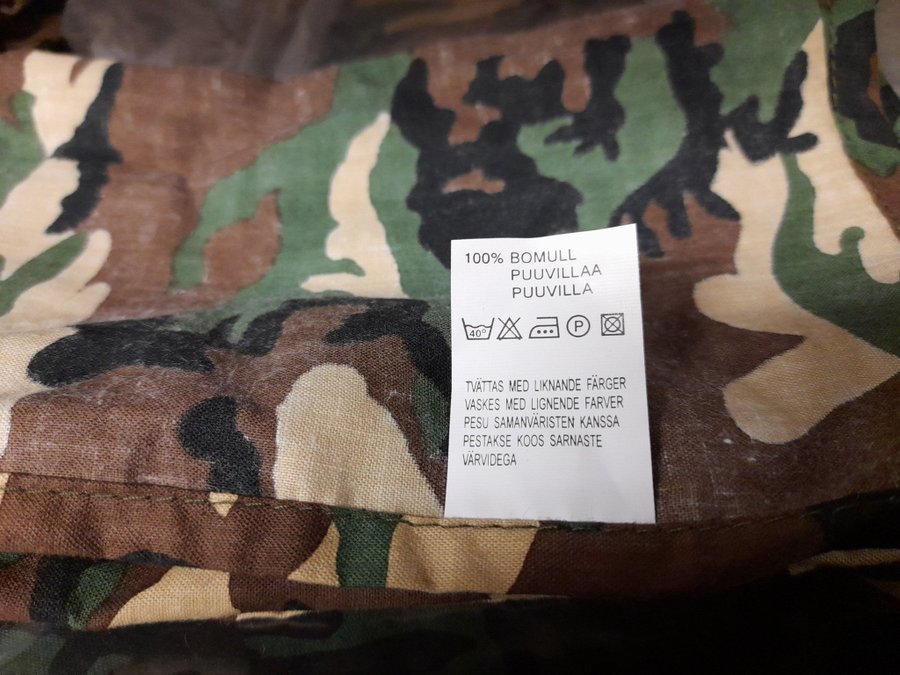 100% BOMULL
PUUVILLAA
PUUVILLA
40° P
TVÄTTAS MED LIKNANDE FÄRGER
VASKES MED LIGNENDE FARVER
PESU SAMANVÄRISTEN KANSSA
PESTAKSE KOOS SARNASTE
VÄRVIDEGA